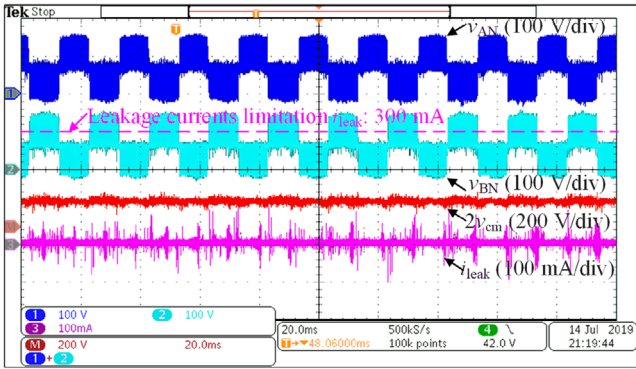 Tek Stop
T
T
vAN (100 V/div)
1
Leakage currents limitation ileak: 300 mA
2
vBN (100 V/div)
2vcm (200 V/div)
M
3
ileak (100 mA/div)
1 100 V 2 100 V
3 100mA
M 200 V 20.0ms
1 + 2
20.0ms 500kS/s 4
T→▼48.06000ms 100k points 42.0 V
14 Jul 2019
21:19:44